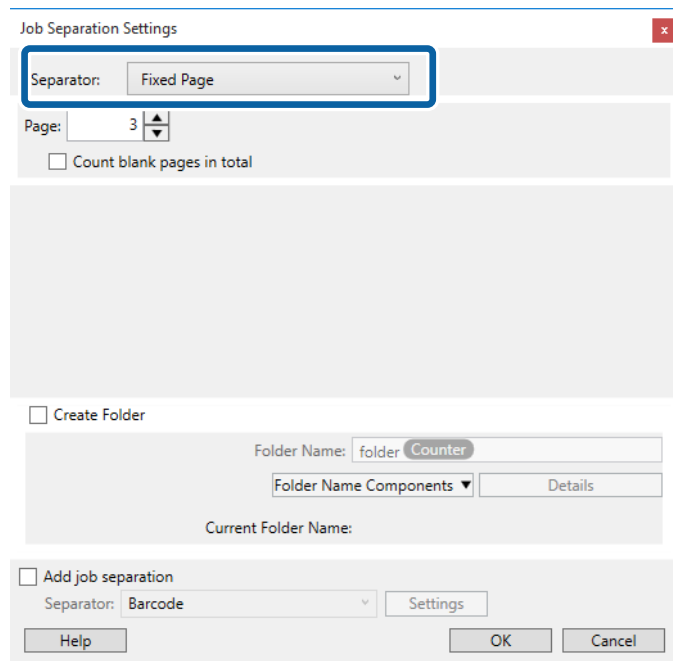 Job Separation Settings
x
Separator: Fixed Page
Page: 3
Count blank pages in total
Create Folder
Folder Name: folder Counter
Folder Name Components ▼ Details
Current Folder Name:
Add job separation
Separator: Barcode Settings
Help OK Cancel